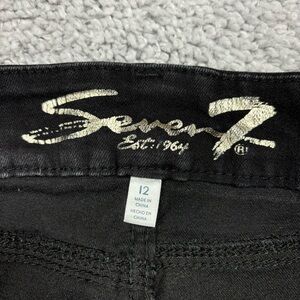 Seven7
Est: 1964 ®
12
MADE IN
CHINA
HECHO EN
CHINA